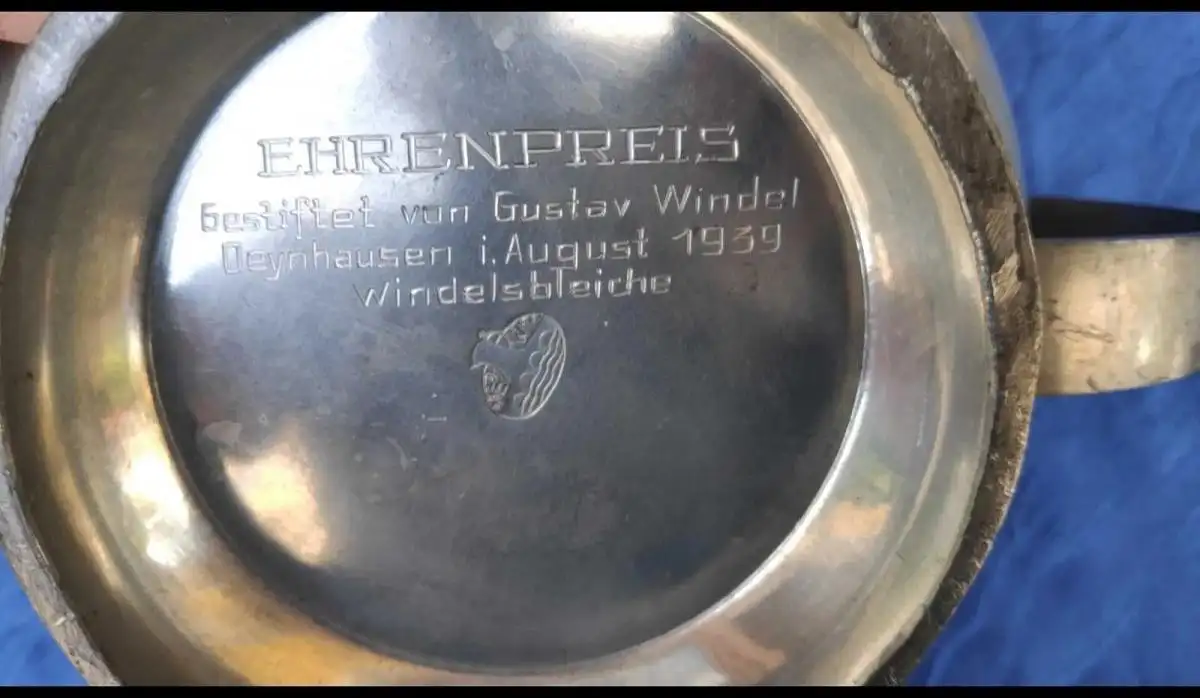 EHRENPREIS
Gestiftet von Gustav Windel
Oeynhausen i. August 1939
Windelsbleiche